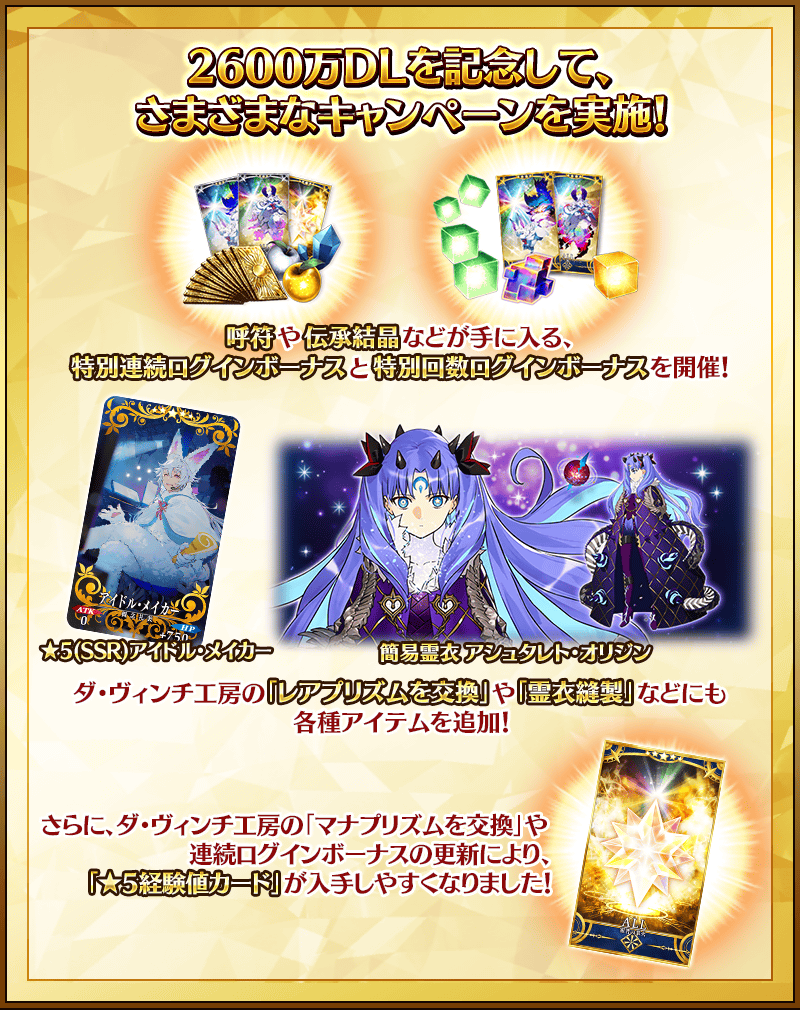 2600万DLを記念して、
さまざまなキャンペーンを実施!
呼符や伝承結晶などが手に入る、
特別連続ログインボーナスと特別回数ログインボーナスを開催!
アイドル・メイカー
ATK
0
HP
+750
★5(SSR)アイドル・メイカー
簡易霊衣 アシュタレト・オリジン
ダ・ヴィンチ工房の「レアプリズムを交換」や「霊衣縫製」などにも
各種アイテムを追加!
さらに、ダ・ヴィンチ工房の「マナプリズムを交換」や
連続ログインボーナスの更新により、
「★5経験値カード」が入手しやすくなりました!
ALL